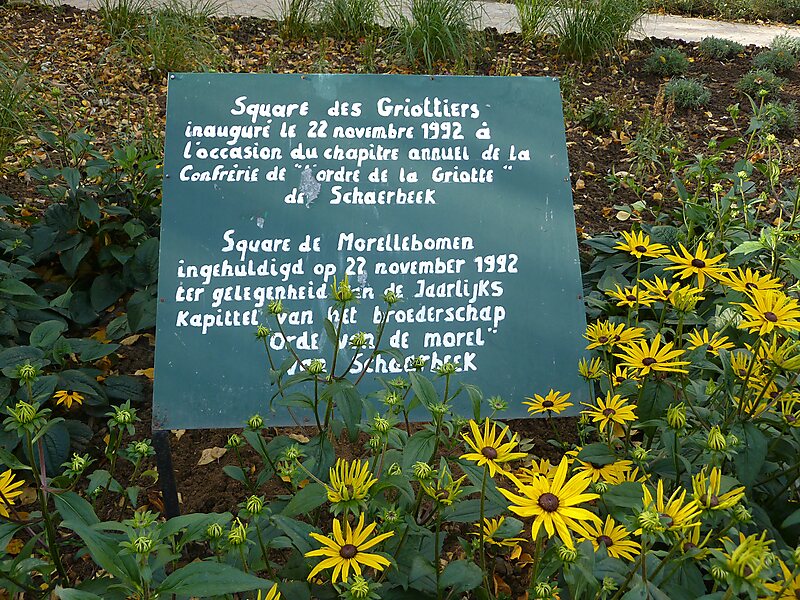 Square des Griottiers
inauguré le 22 novembre 1992 à
l'occasion du chapitre annuel de la
Confrérie de "ordre de la Griotte"
de Schaerbeek
Square de Morellebomen
ingehuldigd op 22 november 1992
ter gelegenheid van de Jaarlijks
Kapittel van het broederschap
Orde van de morel"
van Schaerbeek